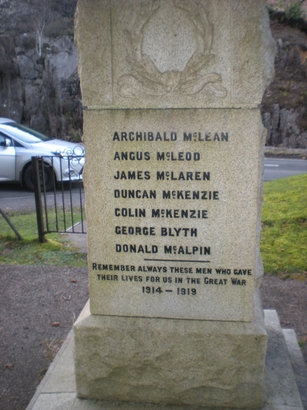 ARCHIBALD McLEAN
ANGUS McLEOD
JAMES McLAREN
DUNCAN McKENZIE
COLIN McKENZIE
GEORGE BLYTH
DONALD McALPIN
REMEMBER ALWAYS THESE MEN WHO GAVE
THEIR LIVES FOR US IN THE GREAT WAR
1914 – 1919